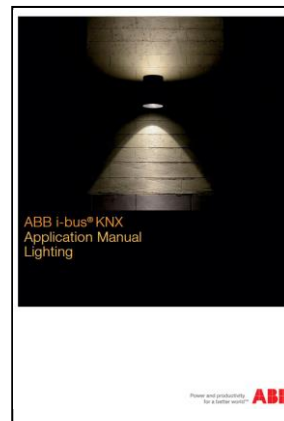 ABB i-bus® KNX
Application Manual
Lighting
Power and productivity
for a better world™
ABB